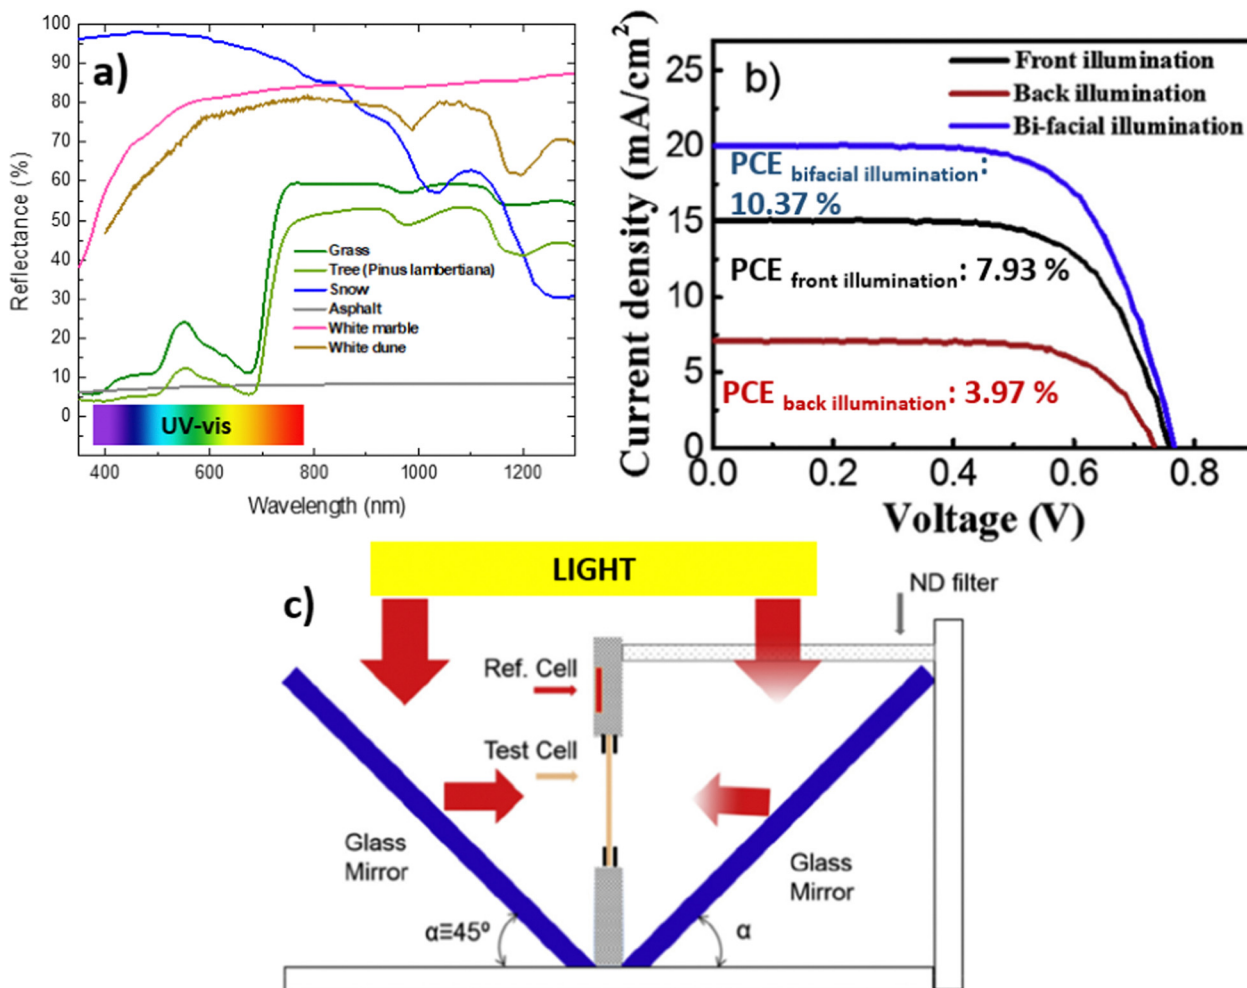 a)
Reflectance (%)
100
90
80
70
60
50
40
30
20
10
0
Grass
Tree (Pinus lambertiana)
Snow
Asphalt
White marble
White dune
UV-vis
400 600 800 1000 1200
Wavelength (nm)
b)
Current density (mA/cm²)
25
20
15
10
5
0
Front illumination
Back illumination
Bi-facial illumination
PCE bifacial illumination:
10.37 %
PCE front illumination: 7.93 %
PCE back illumination: 3.97 %
0.0 0.2 0.4 0.6 0.8
Voltage (V)
c)
LIGHT
ND filter
Ref. Cell
Test Cell
Glass
Mirror
Glass
Mirror
α≡45º
α